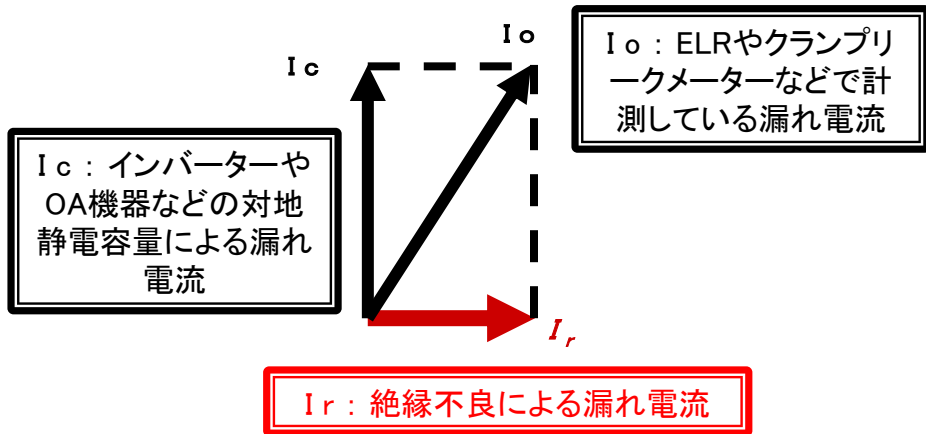 Ｉｏ
Ｉｃ
Ｉｏ：ELRやクランプリ
ークメーターなどで計
測している漏れ電流
Ｉｃ：インバーターや
OA機器などの対地
静電容量による漏れ
電流
Ir
Ｉｒ：絶縁不良による漏れ電流